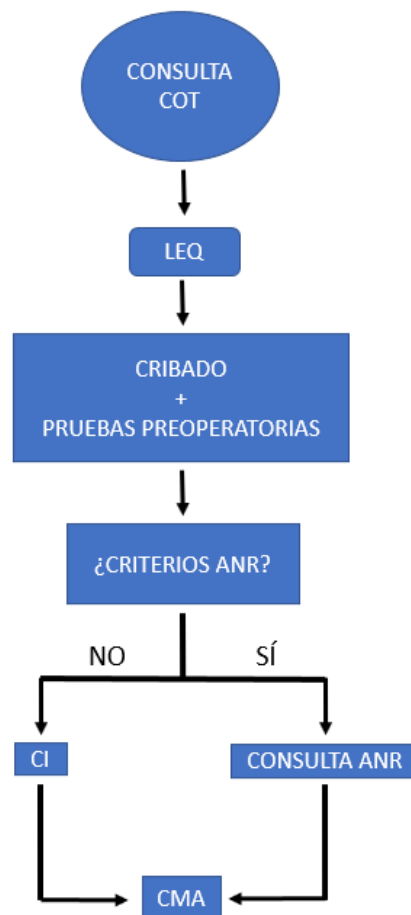 CONSULTA
COT
LEQ
CRIBADO
+
PRUEBAS PREOPERATORIAS
¿CRITERIOS ANR?
NO
SÍ
CI
CONSULTA ANR
CMA